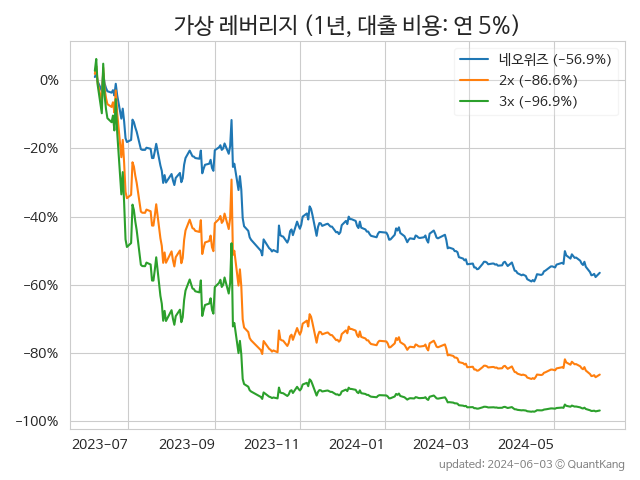 가상 레버리지 (1년, 대출 비용: 연 5%)
네오위즈 (−56.9%)
2x (−86.6%)
3x (−96.9%)
0%
−20%
−40%
−60%
−80%
−100%
2023-07 2023-09 2023-11 2024-01 2024-03 2024-05
updated: 2024-06-03 © QuantKang